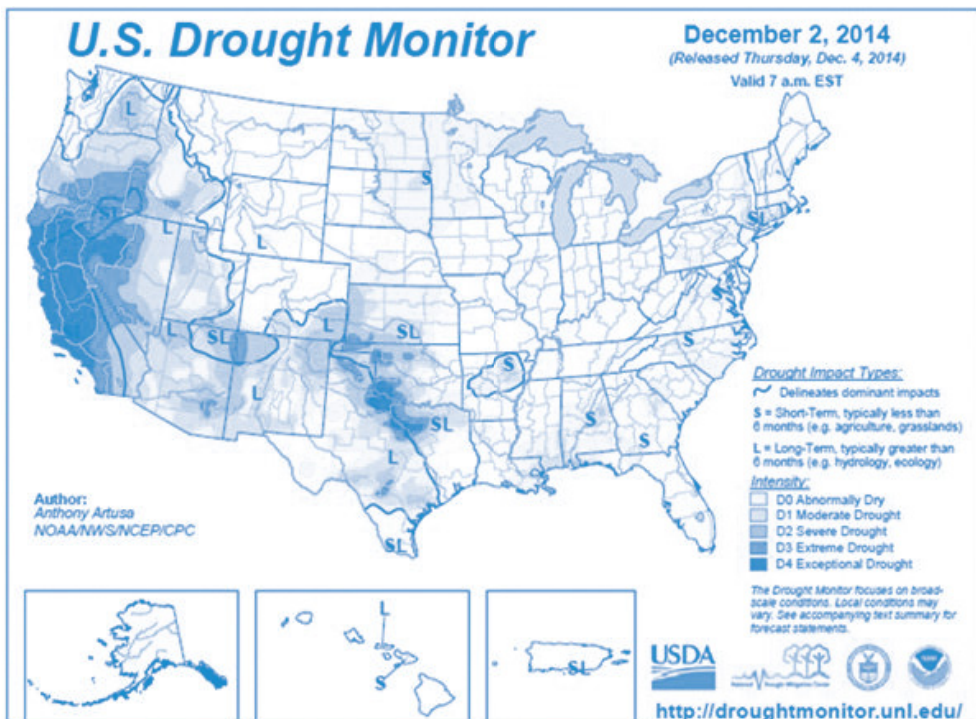 U.S. Drought Monitor
December 2, 2014
(Released Thursday, Dec. 4, 2014)
Valid 7 a.m. EST
L
S
SL
L
SL
L
S
L
L
SL
L
SL
S
S
L
SL
S
S
L
SL
Drought Impact Types:
Delineates dominant impacts
S = Short-Term, typically less than
6 months (e.g. agriculture, grasslands)
L = Long-Term, typically greater than
6 months (e.g. hydrology, ecology)
Intensity:
D0 Abnormally Dry
D1 Moderate Drought
D2 Severe Drought
D3 Extreme Drought
D4 Exceptional Drought
Author:
Anthony Artusa
NOAA/NWS/NCEP/CPC
The Drought Monitor focuses on broad-
scale conditions. Local conditions may
vary. See accompanying text summary for
forecast statements.
L
S
SL
USDA
National Drought Mitigation Center
http://droughtmonitor.unl.edu/